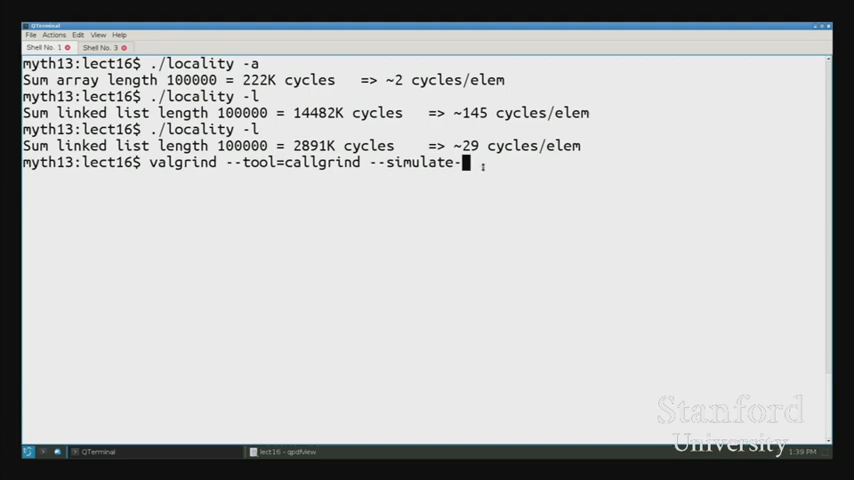 QTerminal
File Actions Edit View Help
Shell No. 1 Shell No. 3
myth13:lect16$ ./locality -a
Sum array length 100000 = 222K cycles => ~2 cycles/elem
myth13:lect16$ ./locality -l
Sum linked list length 100000 = 14482K cycles => ~145 cycles/elem
myth13:lect16$ ./locality -l
Sum linked list length 100000 = 2891K cycles => ~29 cycles/elem
myth13:lect16$ valgrind --tool=callgrind --simulate-
Stanford
University
QTerminal lect16 - qpdfview 1:39 PM